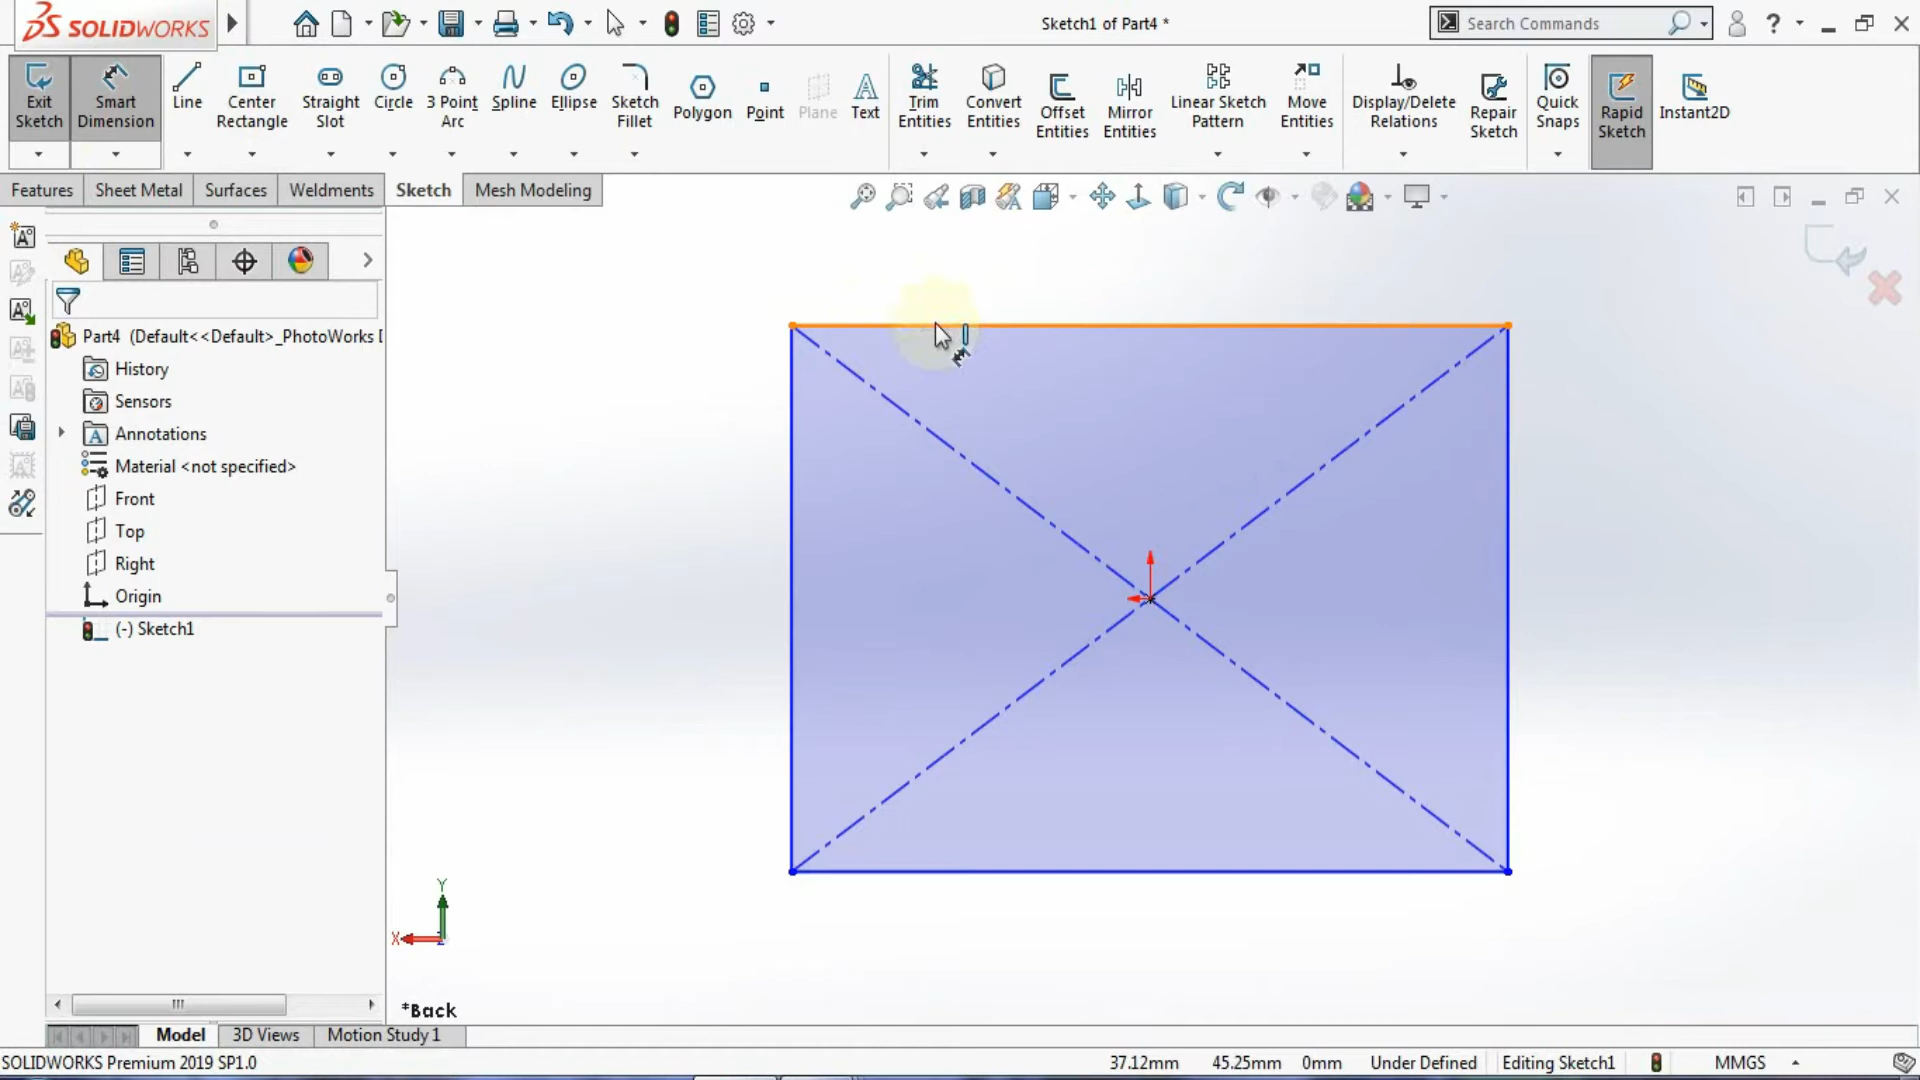 SOLIDWORKS
Sketch1 of Part4 *
Search Commands
?
Exit Sketch
Smart Dimension
Line
Center Rectangle
Straight Slot
Circle
3 Point Arc
Spline
Ellipse
Sketch Fillet
Polygon
Point
Plane
Text
Trim Entities
Convert Entities
Offset Entities
Mirror Entities
Linear Sketch Pattern
Move Entities
Display/Delete Relations
Repair Sketch
Quick Snaps
Rapid Sketch
Instant2D
Features
Sheet Metal
Surfaces
Weldments
Sketch
Mesh Modeling
Part4 (Default<<Default>_PhotoWorks
History
Sensors
Annotations
Material <not specified>
Front
Top
Right
Origin
(-) Sketch1
Y
X
*Back
Model
3D Views
Motion Study 1
SOLIDWORKS Premium 2019 SP1.0
37.12mm
45.25mm
0mm
Under Defined
Editing Sketch1
MMGS